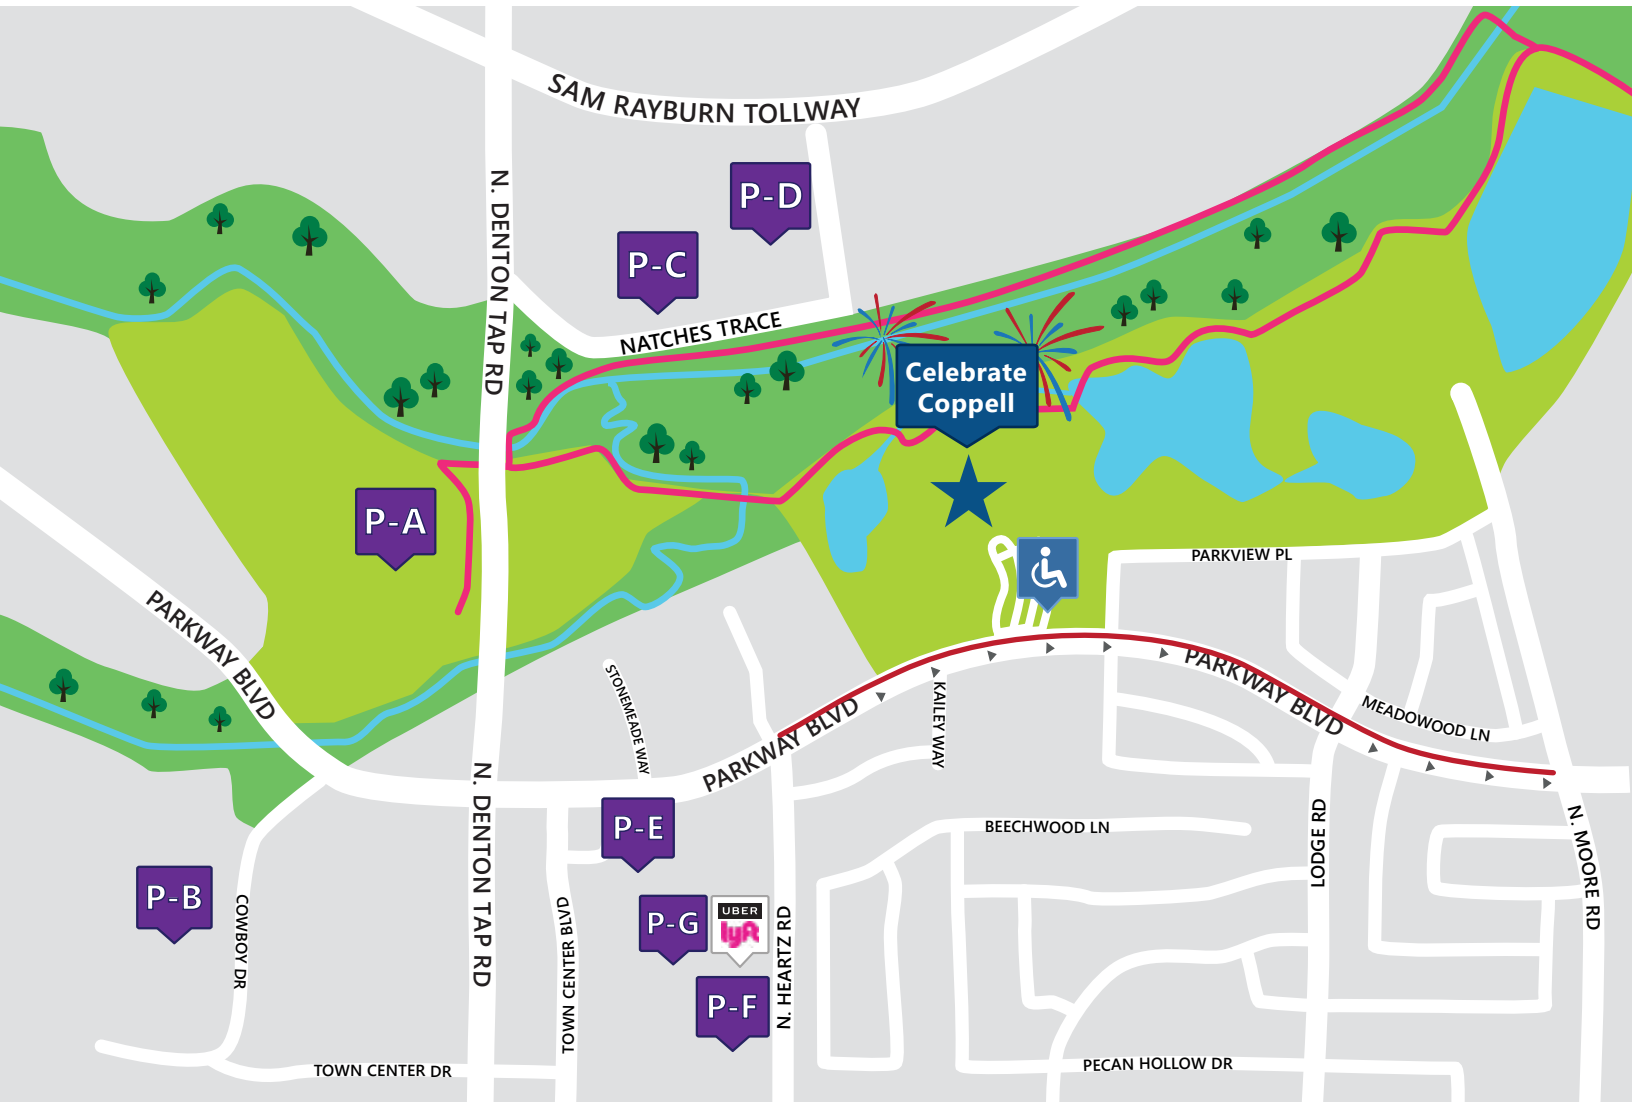 SAM RAYBURN TOLLWAY
N. DENTON TAP RD
P-D
P-C
NATCHES TRACE
Celebrate
Coppell
P-A
PARKVIEW PL
PARKWAY BLVD
STONEMEADE WAY
KAILEY WAY
PARKWAY BLVD
PARKWAY BLVD
MEADOWOOD LN
N. DENTON TAP RD
P-E
BEECHWOOD LN
LODGE RD
N. MOORE RD
P-B
COWBOY DR
TOWN CENTER BLVD
P-G
UBER
lyft
N. HEARTZ RD
P-F
TOWN CENTER DR
PECAN HOLLOW DR